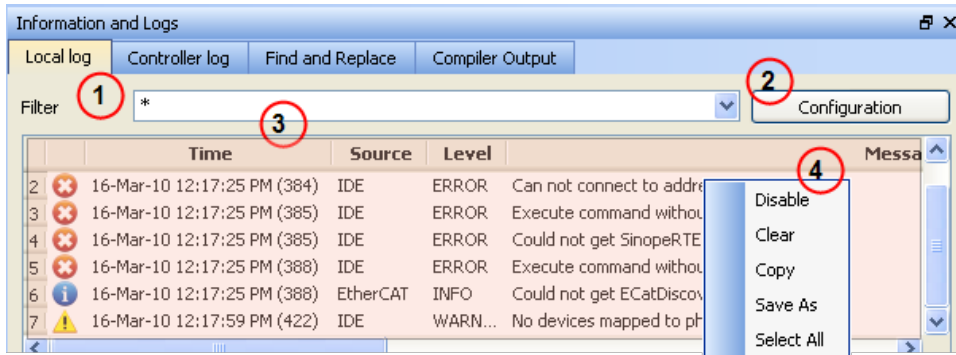 Information and Logs
Local log Controller log Find and Replace Compiler Output
1 2
Filter * Configuration
3
Time Source Level Messa
4
2 16-Mar-10 12:17:25 PM (384) IDE ERROR Can not connect to addre
Disable
3 16-Mar-10 12:17:25 PM (385) IDE ERROR Execute command withou
Clear
4 16-Mar-10 12:17:25 PM (385) IDE ERROR Could not get SinopeRTE
5 16-Mar-10 12:17:25 PM (388) IDE ERROR Execute command withou
Copy
6 16-Mar-10 12:17:25 PM (388) EtherCAT INFO Could not get ECatDiscov
Save As
7 16-Mar-10 12:17:59 PM (422) IDE WARN... No devices mapped to ph
Select All